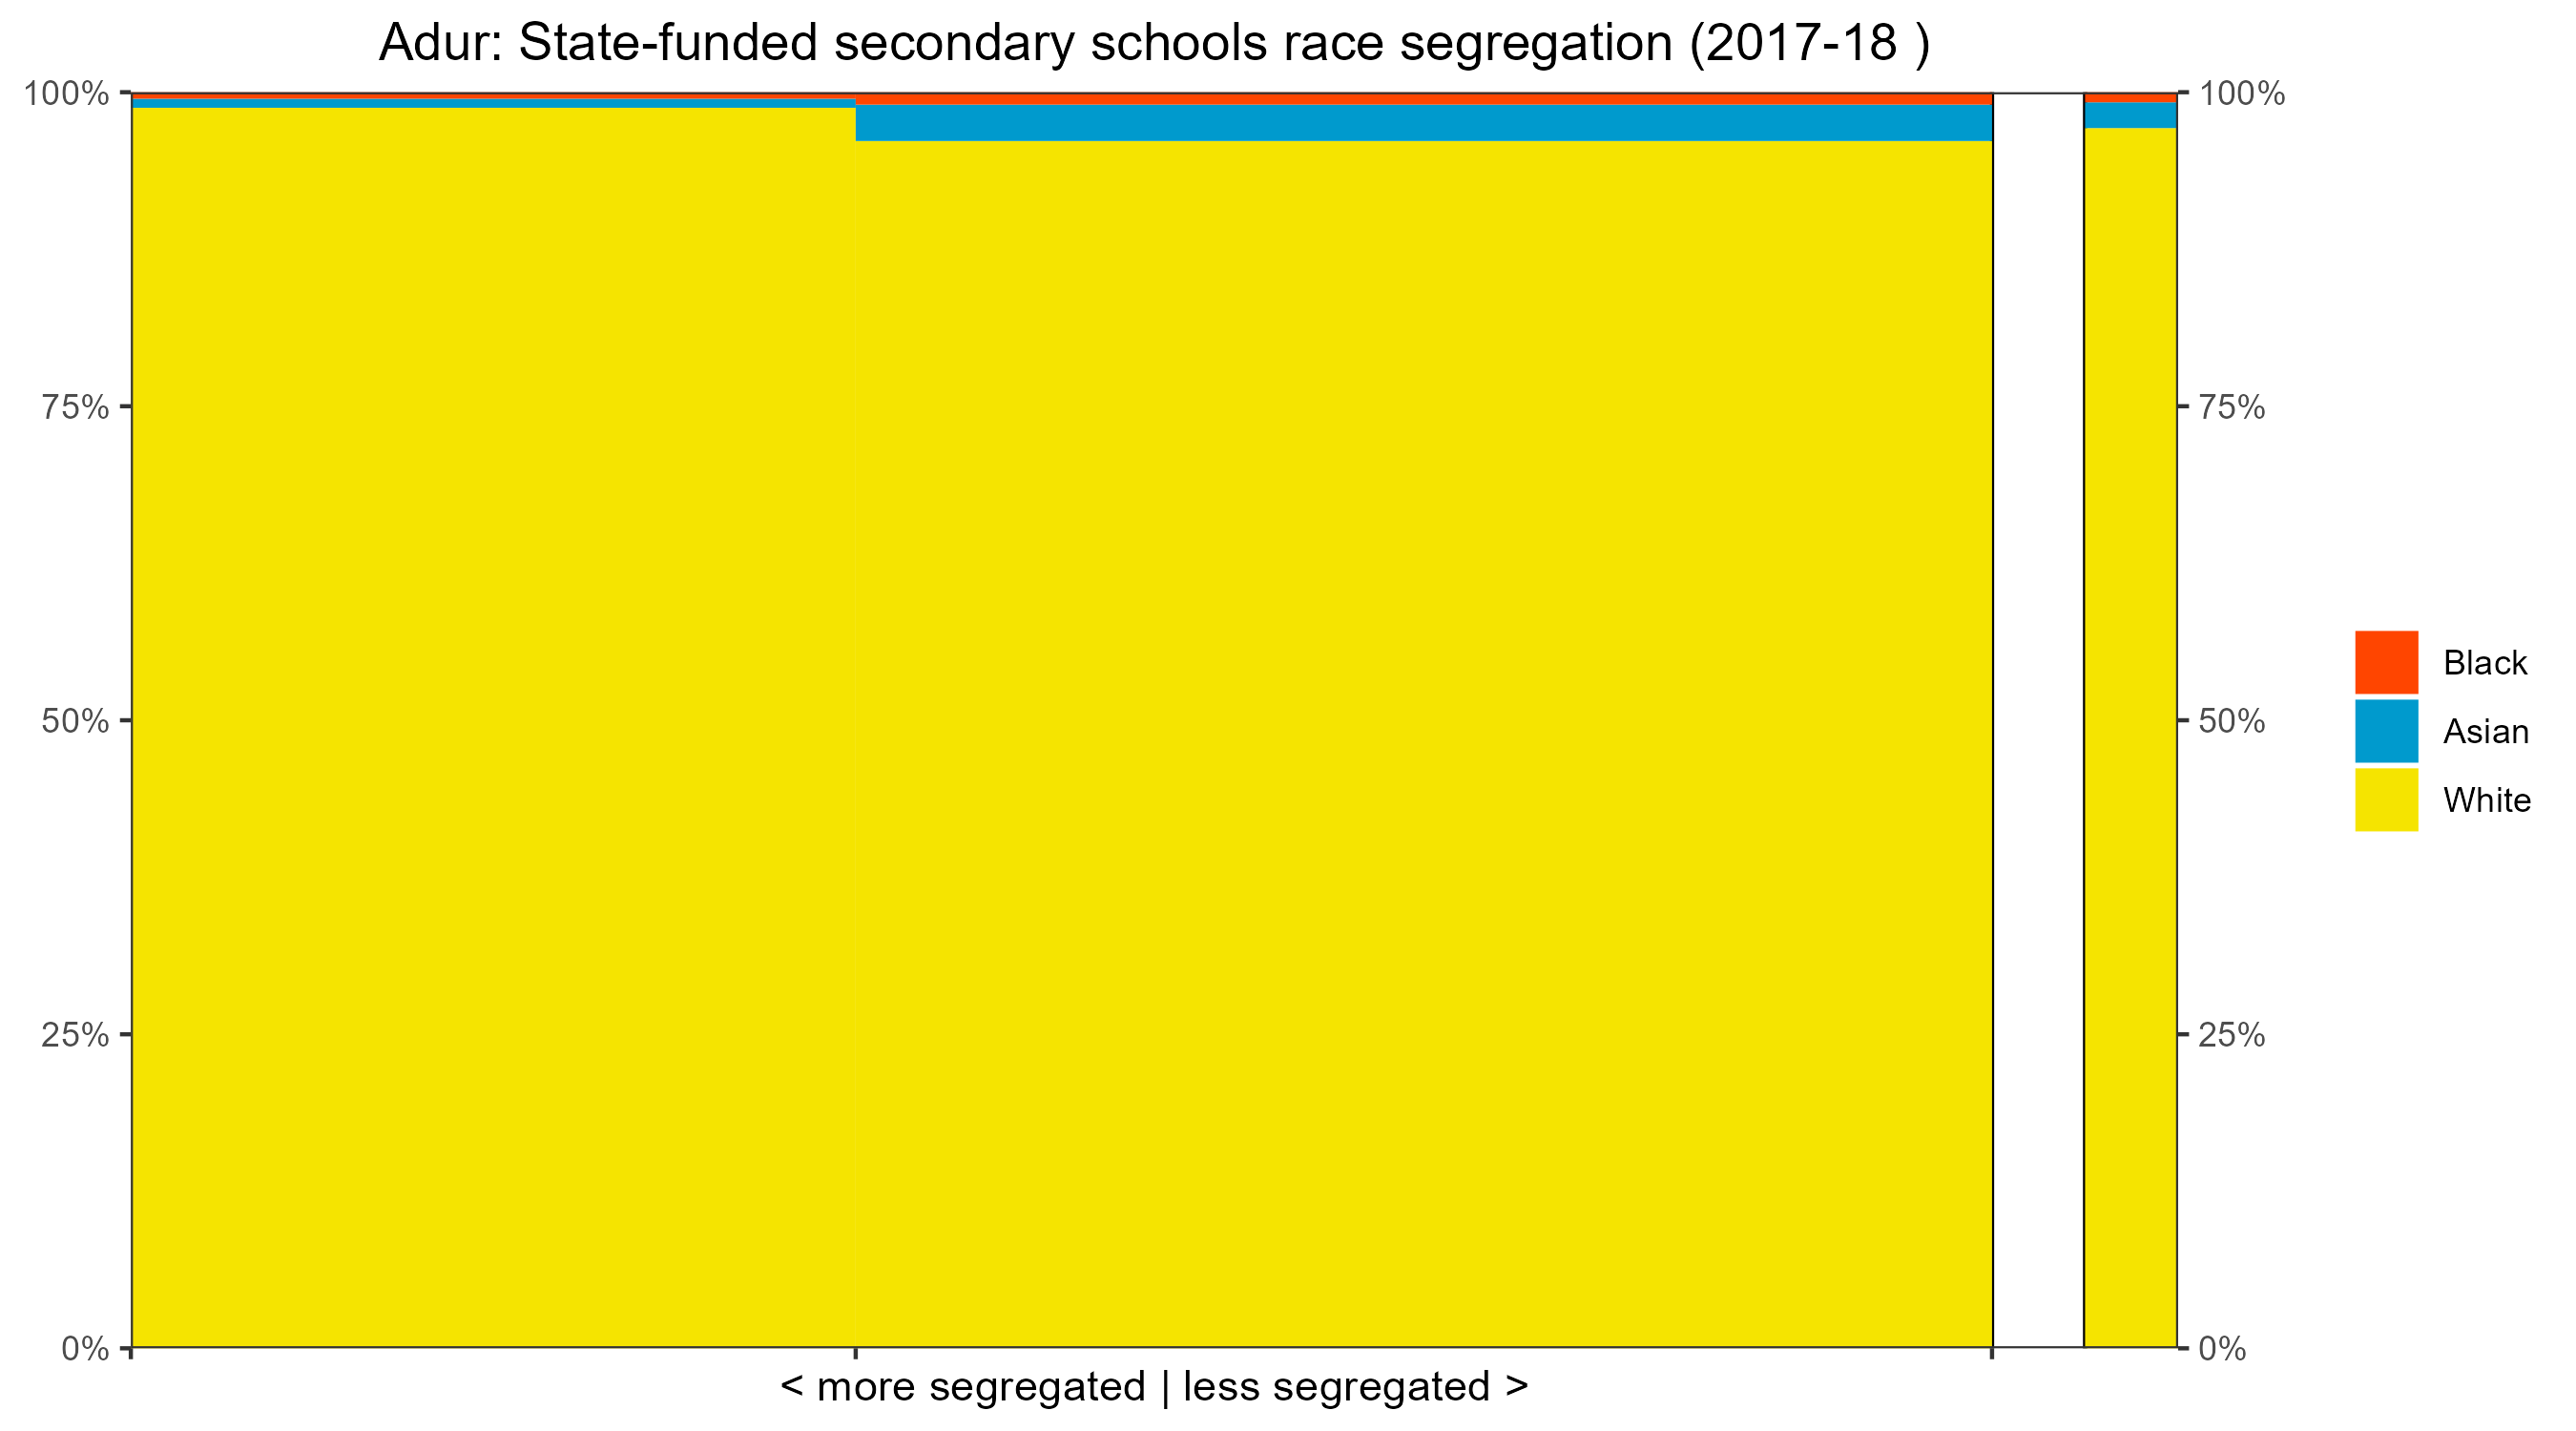 Adur: State-funded secondary schools race segregation (2017-18 )
100%
100%
75%
75%
50%
50%
25%
25%
0%
0%
Black
Asian
White
< more segregated | less segregated >